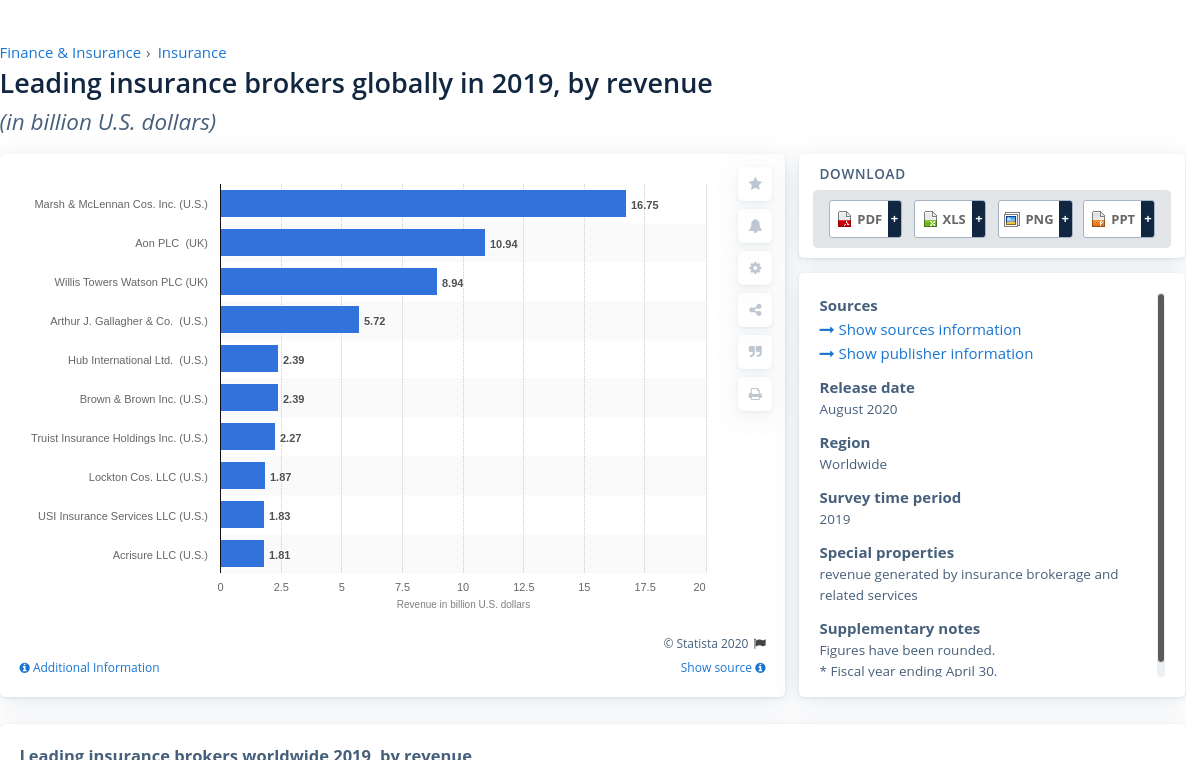 Finance & Insurance › Insurance
Leading insurance brokers globally in 2019, by revenue
(in billion U.S. dollars)
Marsh & McLennan Cos. Inc. (U.S.) 16.75
Aon PLC (UK) 10.94
Willis Towers Watson PLC (UK) 8.94
Arthur J. Gallagher & Co. (U.S.) 5.72
Hub International Ltd. (U.S.) 2.39
Brown & Brown Inc. (U.S.) 2.39
Truist Insurance Holdings Inc. (U.S.) 2.27
Lockton Cos. LLC (U.S.) 1.87
USI Insurance Services LLC (U.S.) 1.83
Acrisure LLC (U.S.) 1.81
0 2.5 5 7.5 10 12.5 15 17.5 20
Revenue in billion U.S. dollars
© Statista 2020
Additional Information
Show source
DOWNLOAD
PDF + XLS + PNG + PPT +
Sources
Show sources information
Show publisher information
Release date
August 2020
Region
Worldwide
Survey time period
2019
Special properties
revenue generated by insurance brokerage and
related services
Supplementary notes
Figures have been rounded.
* Fiscal year ending April 30.
Leading insurance brokers worldwide 2019, by revenue